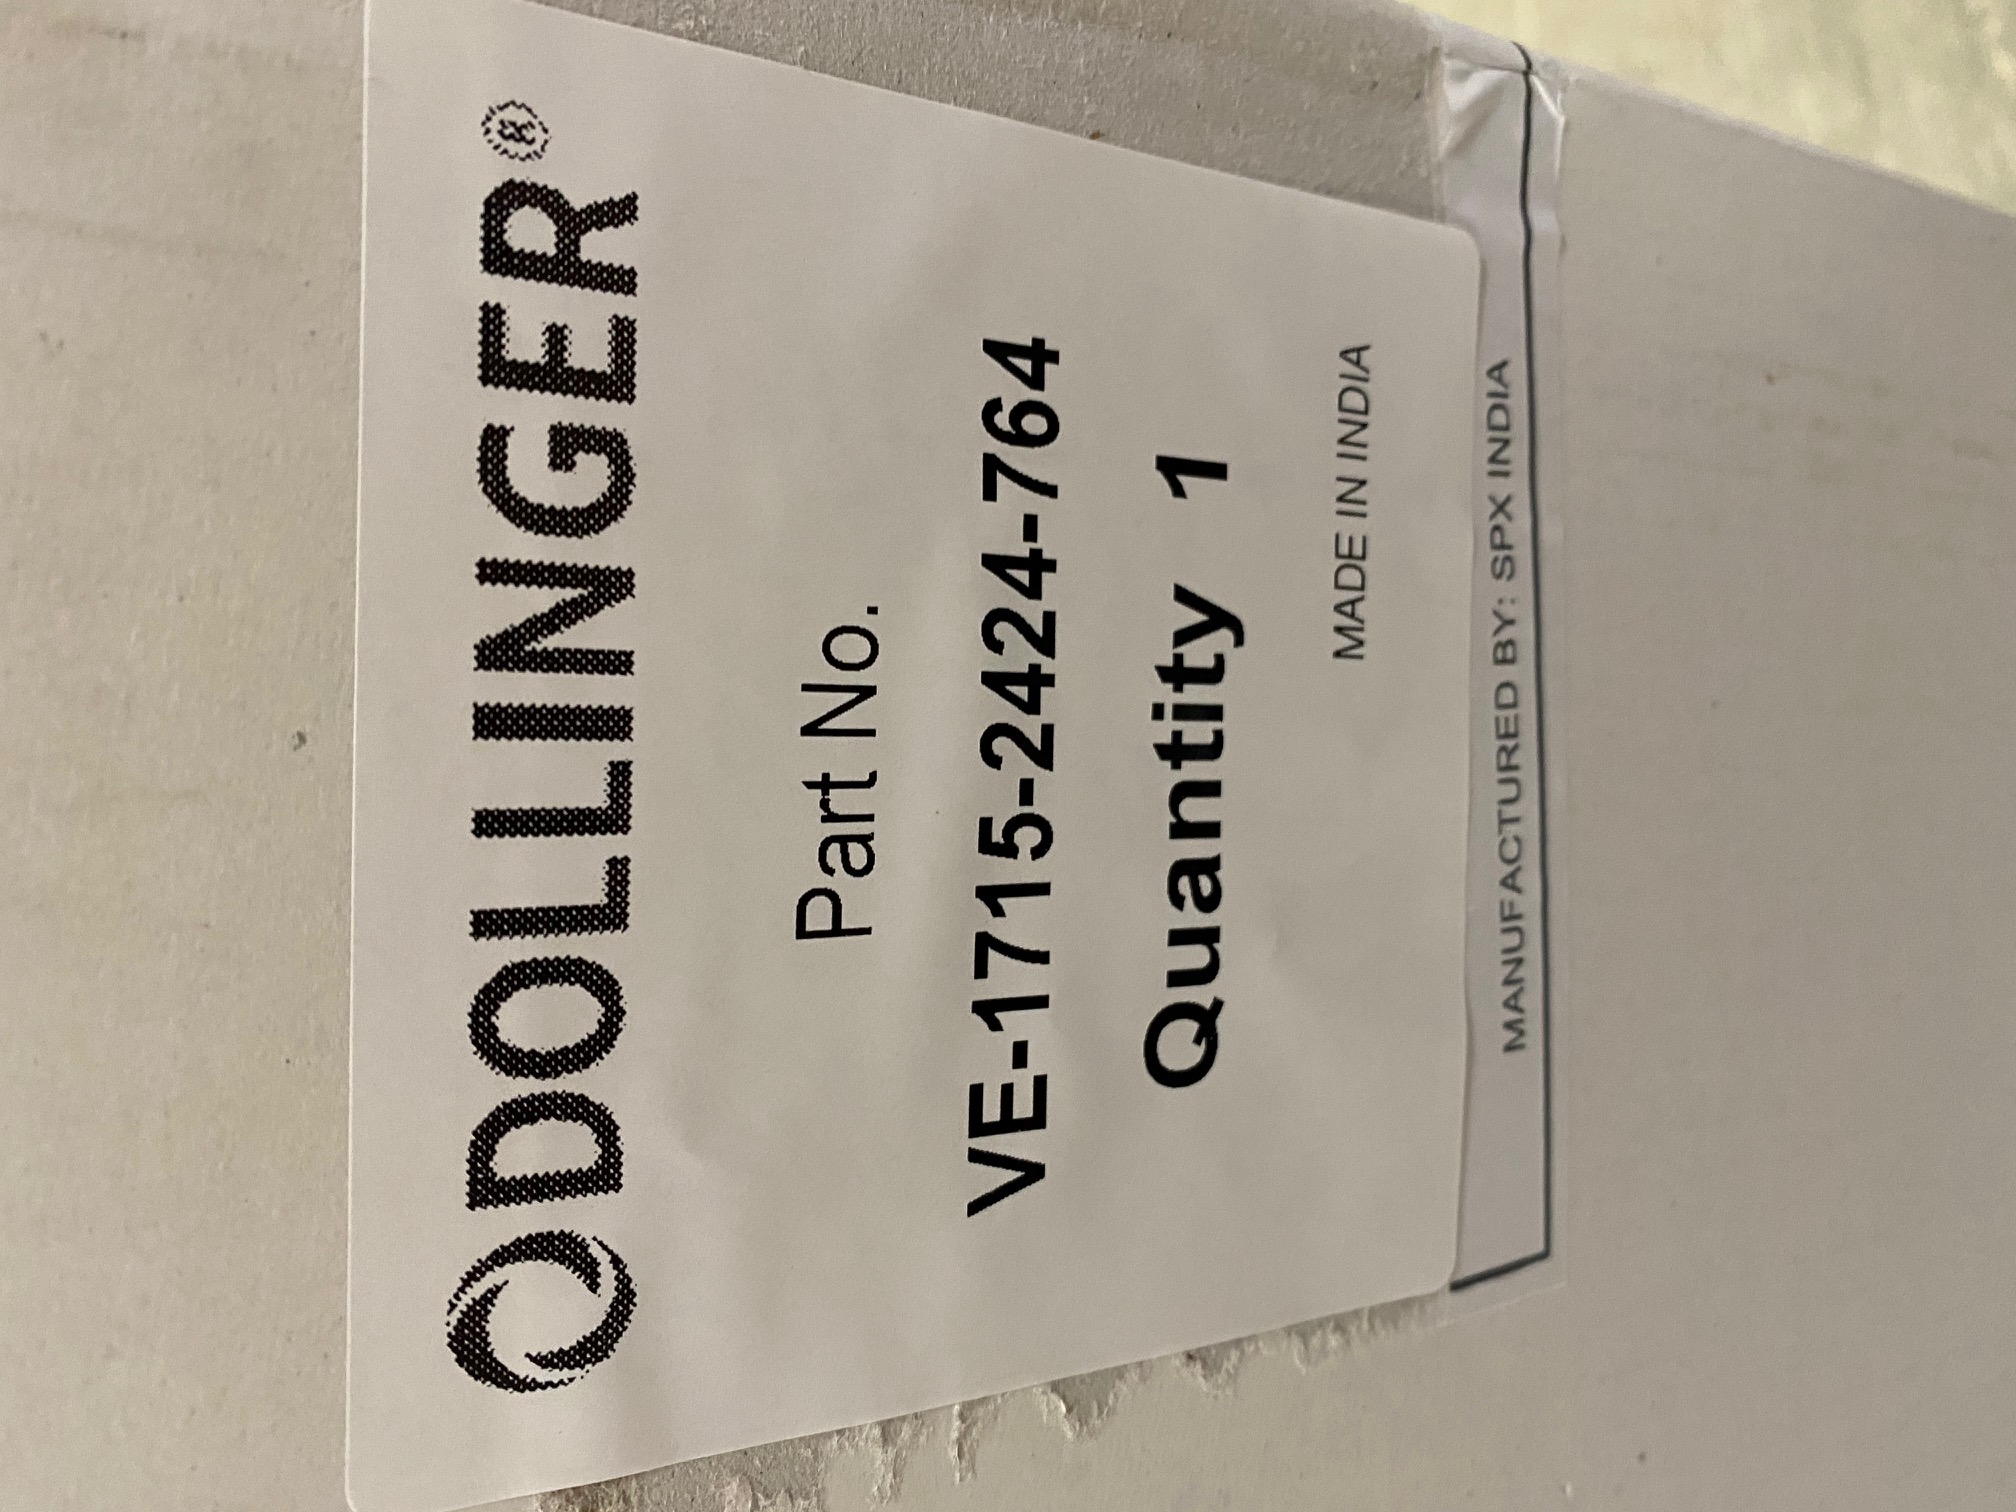 DOLLINGER®
Part No.
VE-1715-2424-764
Quantity 1
MADE IN INDIA
MANUFACTURED BY: SPX INDIA